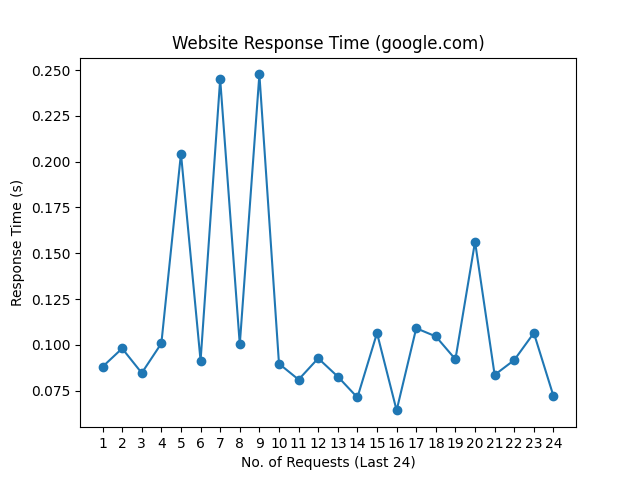 Website Response Time (google.com)
0.250
0.225
0.200
0.175
0.150
0.125
0.100
0.075
Response Time (s)
1 2 3 4 5 6 7 8 9 10 11 12 13 14 15 16 17 18 19 20 21 22 23 24
No. of Requests (Last 24)